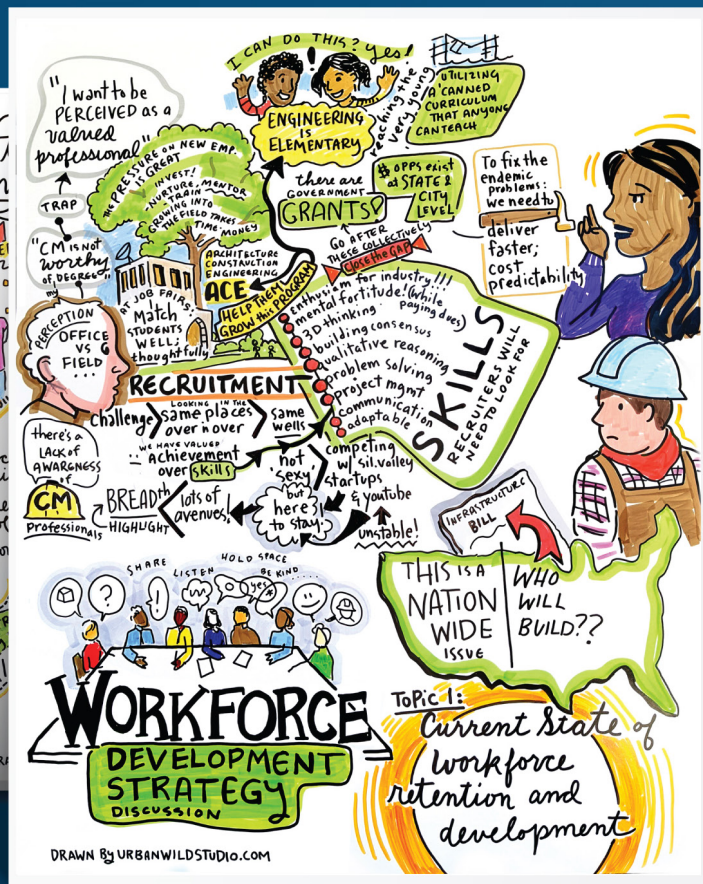 "I want to be
PERCEIVED as a
valued
professional"
TRAP
"CM IS NOT
WORTHY
OF DEGREE"
my
PERCEPTION
OFFICE
VS
FIELD
...
there's a
LACK OF
AWARENESS
OF
CM
Professionals
BREADTH
HIGHLIGHT
lots of
avenues!
THE PRESSURE ON NEW EMP.
IS GREAT
INVEST!
NURTURE, MENTOR
TRAIN
GROWING INTO
THE FIELD TAKES
TIME·MONEY
AT JOB FAIRS,
Match
STUDENTS
WELL;
thoughtfully
ARCHITECTURE
CONSTRUCTION
ENGINEERING
ACE
HELP THEM
GROW this PROGRAM
I CAN DO THIS? Yes!
!
ENGINEERING
IS
ELEMENTARY
reaching the
very young
UTILIZING
A 'CANNED
CURRICULUM
THAT ANYONE
CAN TEACH
there are
GOVERNMENT
GRANTS!
$ OPPS exist
at STATE &
CITY
LEVEL!
GO AFTER
THESE COLLECTIVELY
Close the GAP
To fix the
endemic
problems:
we need to
deliver
faster;
cost
predictability
Enthusiasm for industry!!!
mental fortitude! (while
paying dues)
3D thinking
building consensus
qualitative reasoning
problem solving
project mgmt
communication
adaptable
SKILLS
RECRUITERS WILL
NEED TO LOOK FOR
RECRUITMENT
Challenge
LOOKING IN THE
same places
over n over
same
wells
WE HAVE VALUED
achievement
over skills
not
'sexy'
but
here
to stay!
competing
w/ sil.valley
startups
& youtube
unstable!
INFRASTRUCTURE
BILL
THIS IS A
NATION
WIDE
ISSUE
WHO
WILL
BUILD??
SHARE
LISTEN
HOLD SPACE
BE KIND.....
?
!
yes
*
WORKFORCE
DEVELOPMENT
STRATEGY
DISCUSSION
TOPIC 1:
Current State of
workforce
retention and
development
DRAWN By URBANWILDSTUDIO.COM